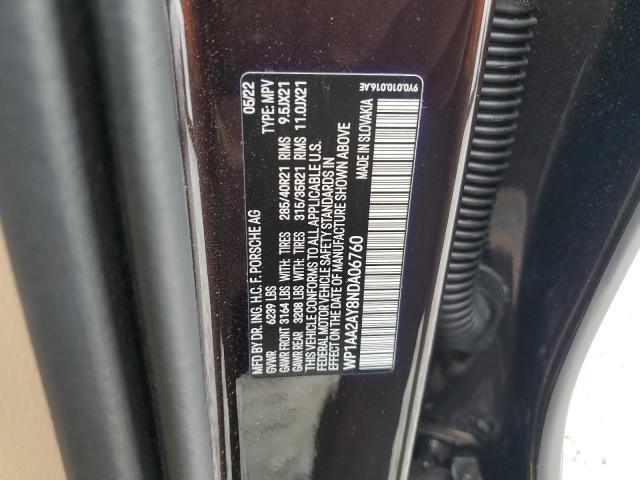 MFD BY DR. ING. H.C. F. PORSCHE AG 05/22
GVWR 6239 LBS TYPE: MPV
GAWR FRONT 3164 LBS WITH: TIRES 285/40R21 RIMS 9.5JX21
GAWR REAR 3208 LBS WITH: TIRES 315/35R21 RIMS 11.0JX21
THIS VEHICLE CONFORMS TO ALL APPLICABLE U.S.
FEDERAL MOTOR VEHICLE SAFETY STANDARDS IN
EFFECT ON THE DATE OF MANUFACTURE SHOWN ABOVE
WP1AA2AY8NDA06760 MADE IN SLOVAKIA
9Y0.010.016.AE